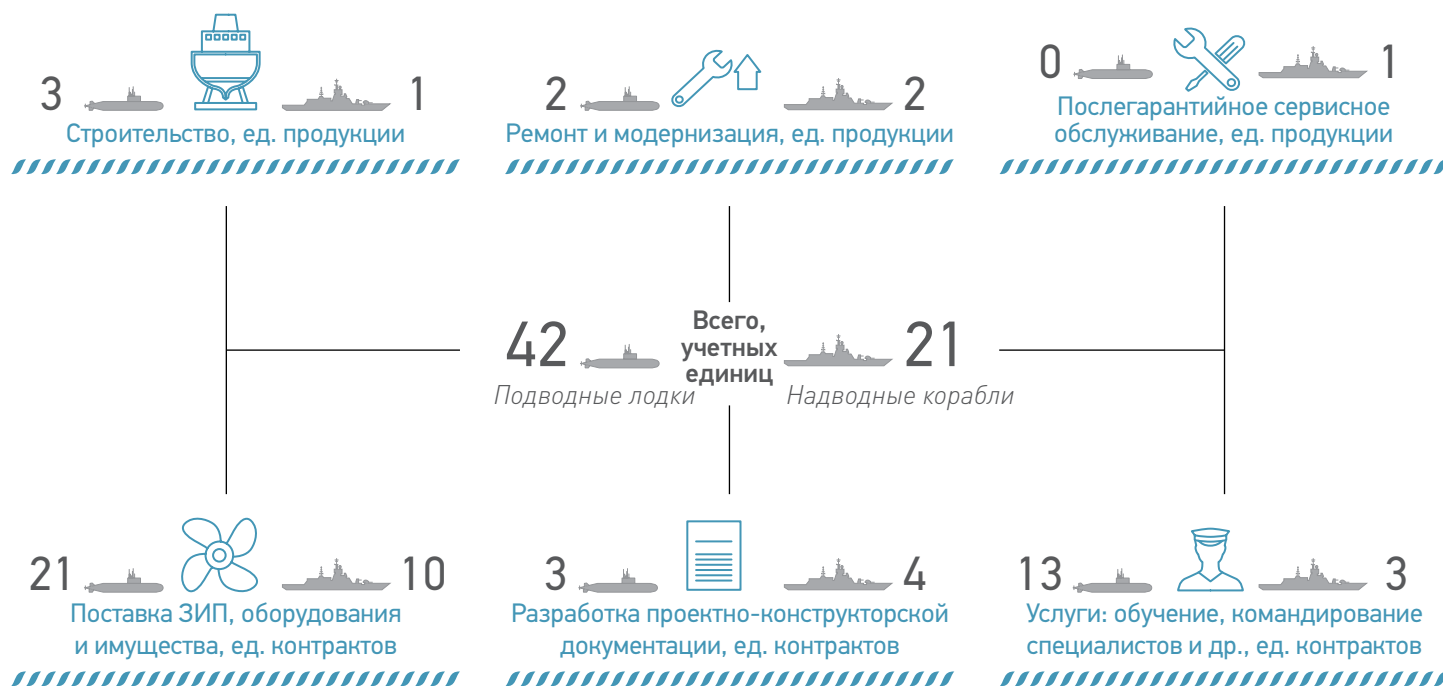 3 1
Строительство, ед. продукции
2 2
Ремонт и модернизация, ед. продукции
0 1
Послегарантийное сервисное
обслуживание, ед. продукции
42 Всего, учетных единиц 21
Подводные лодки Надводные корабли
21 10
Поставка ЗИП, оборудования
и имущества, ед. контрактов
3 4
Разработка проектно-конструкторской
документации, ед. контрактов
13 3
Услуги: обучение, командирование
специалистов и др., ед. контрактов